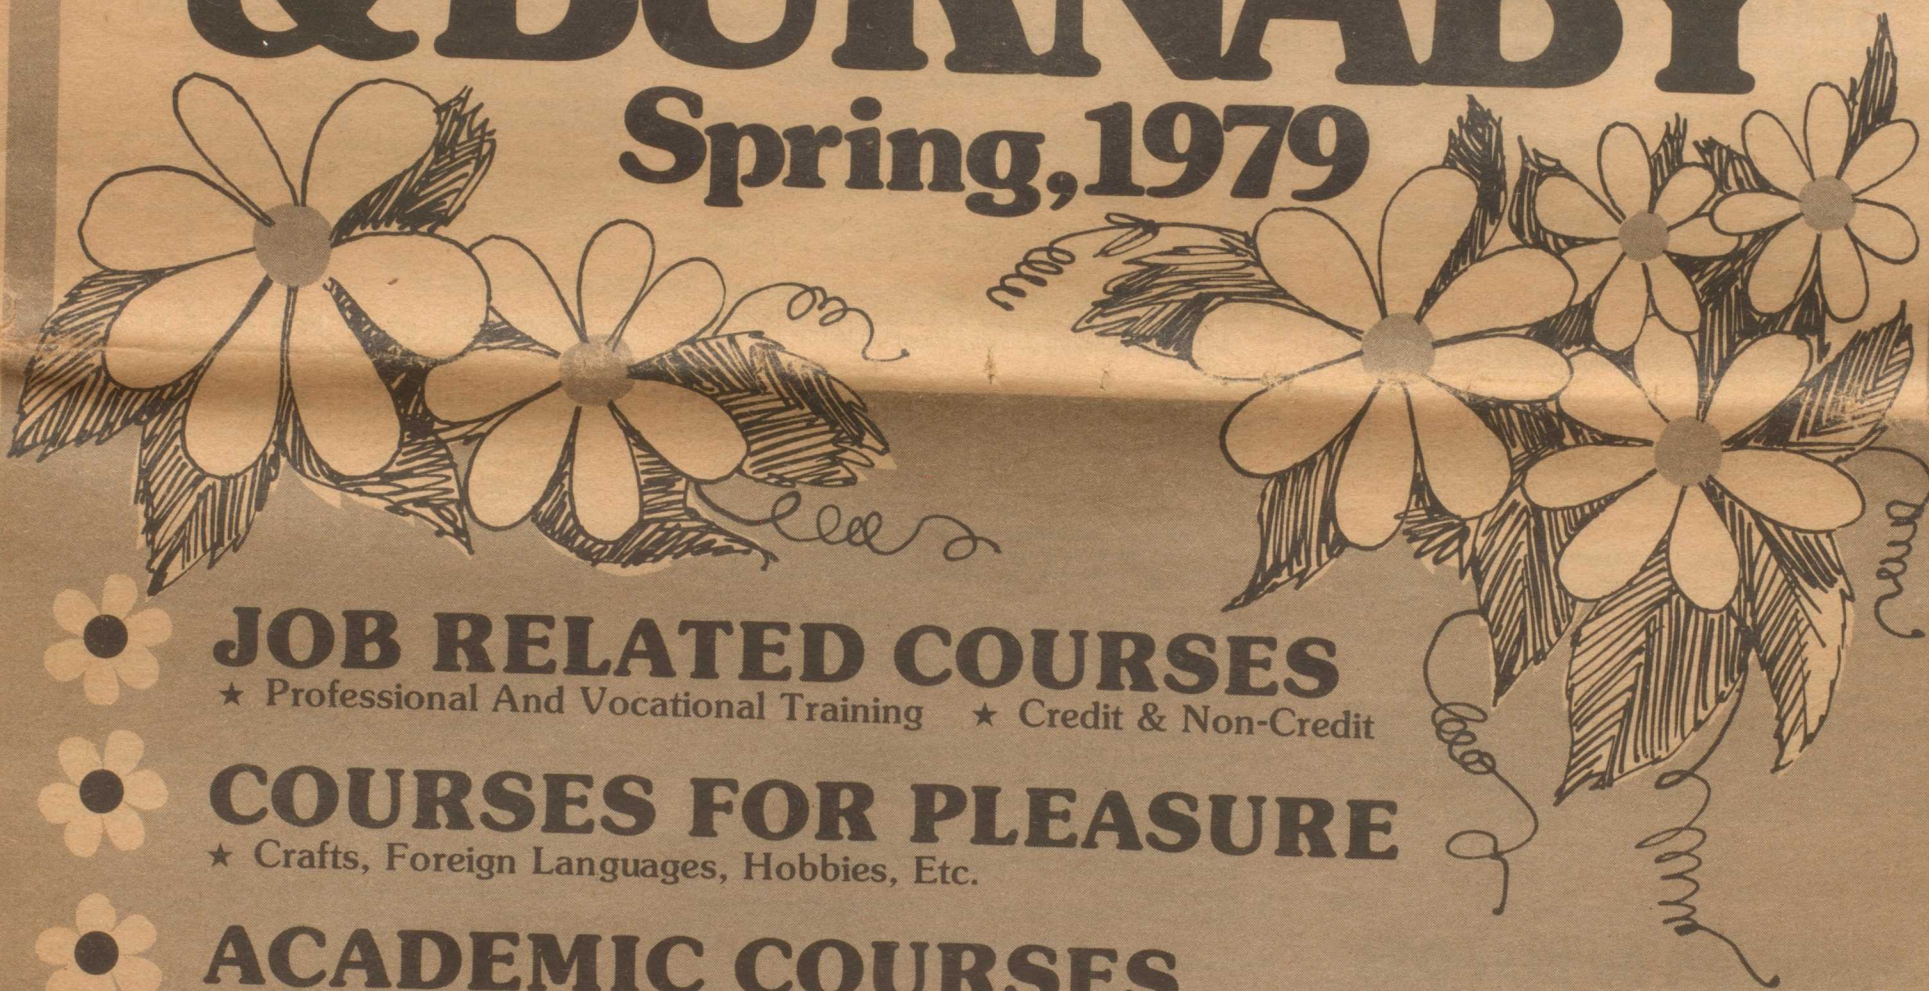 & BURNABY
Spring, 1979
JOB RELATED COURSES
★ Professional And Vocational Training ★ Credit & Non-Credit
COURSES FOR PLEASURE
★ Crafts, Foreign Languages, Hobbies, Etc.
ACADEMIC COURSES